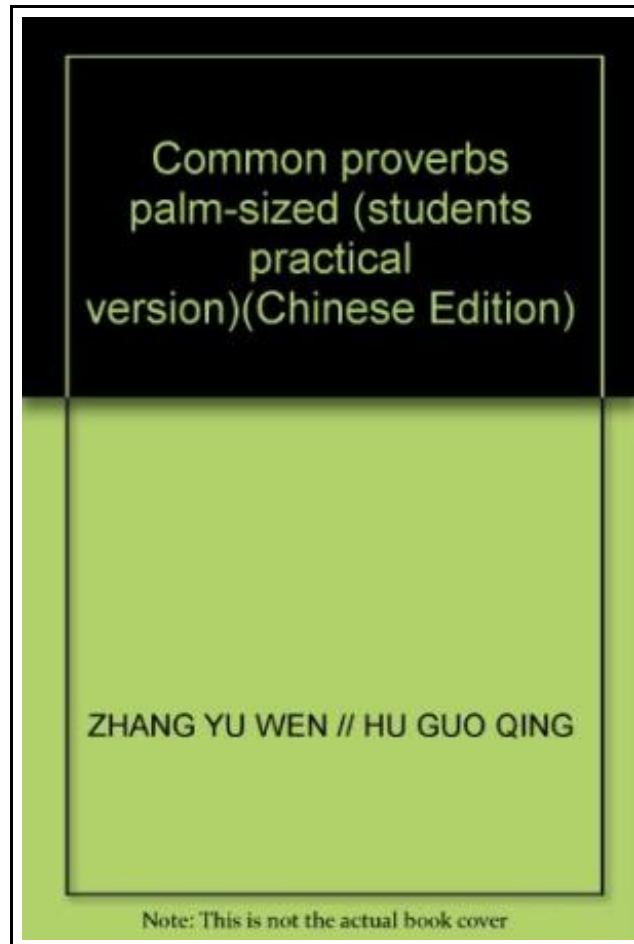 Common proverbs
palm-sized (students
practical
version)(Chinese Edition)
ZHANG YU WEN // HU GUO QING
Note: This is not the actual book cover